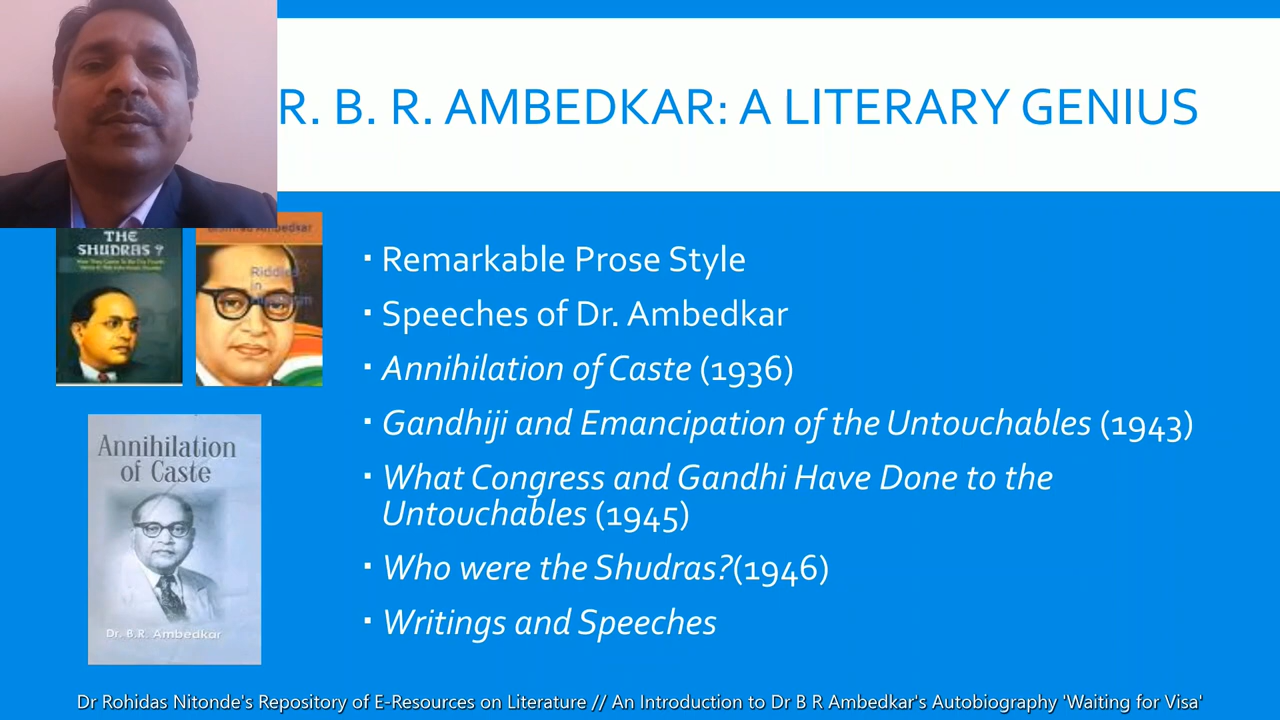 R. B. R. AMBEDKAR: A LITERARY GENIUS
THE
SHUDRAS ?
Ambedkar
Riddles
in
▪ Remarkable Prose Style
▪ Speeches of Dr. Ambedkar
▪ Annihilation of Caste (1936)
▪ Gandhiji and Emancipation of the Untouchables (1943)
▪ What Congress and Gandhi Have Done to the
Untouchables (1945)
▪ Who were the Shudras?(1946)
▪ Writings and Speeches
Annihilation
of Caste
Dr. B.R. Ambedkar
Dr Rohidas Nitonde's Repository of E-Resources on Literature // An Introduction to Dr B R Ambedkar's Autobiography 'Waiting for Visa'